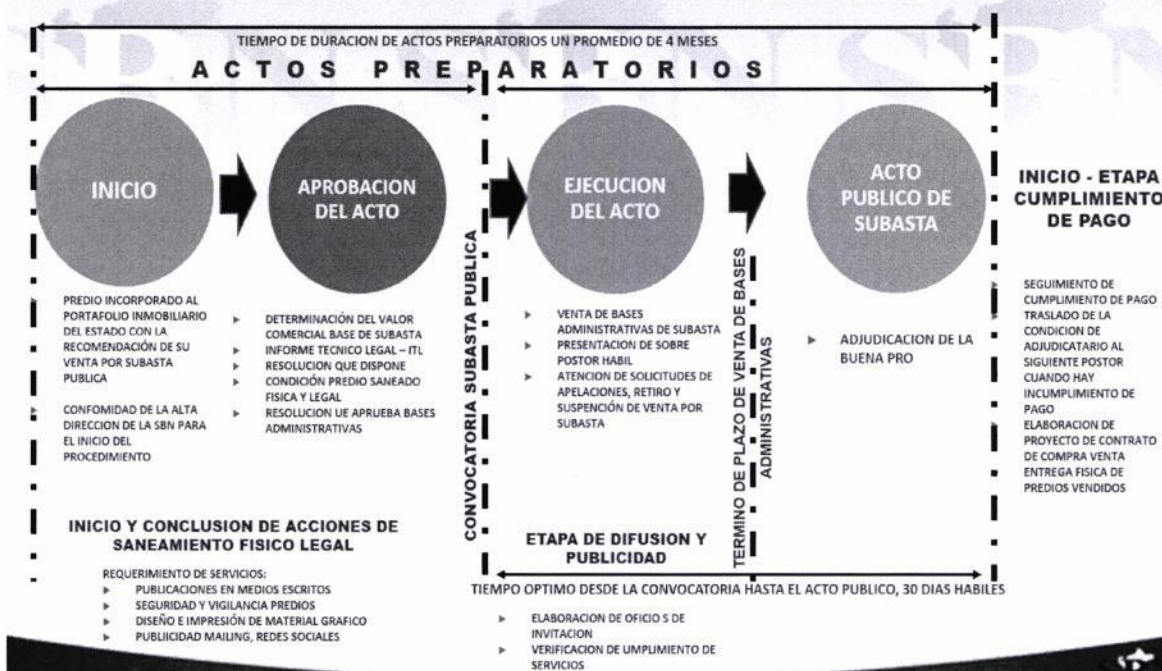 TIEMPO DE DURACION DE ACTOS PREPARATORIOS UN PROMEDIO DE 4 MESES
ACTOS PREPARATORIOS
INICIO
APROBACION
DEL ACTO
EJECUCION
DEL ACTO
ACTO
PUBLICO DE
SUBASTA
INICIO - ETAPA
CUMPLIMIENTO
DE PAGO
PREDIO INCORPORADO AL
PORTAFOLIO INMOBILIARIO
DEL ESTADO CON LA
RECOMENDACIÓN DE SU
VENTA POR SUBASTA
PUBLICA
CONFOMIDAD DE LA ALTA
DIRECCION DE LA SBN PARA
EL INICIO DEL
PROCEDIMIENTO
DETERMINACIÓN DEL VALOR
COMERCIAL BASE DE SUBASTA
INFORME TECNICO LEGAL – ITL
RESOLUCION QUE DISPONE
CONDICIÓN PREDIO SANEADO
FISICA Y LEGAL
RESOLUCION UE APRUEBA BASES
ADMINISTRATIVAS
CONVOCATORIA SUBASTA PUBLICA
VENTA DE BASES
ADMINISTRATIVAS DE SUBASTA
PRESENTACION DE SOBRE
POSTOR HABIL
ATENCION DE SOLICITUDES DE
APELACIONES, RETIRO Y
SUSPENCIÓN DE VENTA POR
SUBASTA
TERMINO DE PLAZO DE VENTA DE BASES
ADMINISTRATIVAS
ADJUDICACION DE LA
BUENA PRO
SEGUIMIENTO DE
CUMPLIMIENTO DE PAGO
TRASLADO DE LA
CONDICION DE
ADJUDICATARIO AL
SIGUIENTE POSTOR
CUANDO HAY
INCUMPLIMIENTO DE
PAGO
ELABORACION DE
PROYECTO DE CONTRATO
DE COMPRA VENTA
ENTREGA FISICA DE
PREDIOS VENDIDOS
INICIO Y CONCLUSION DE ACCIONES DE
SANEAMIENTO FISICO LEGAL
REQUERIMIENTO DE SERVICIOS:
PUBLICACIONES EN MEDIOS ESCRITOS
SEGURIDAD Y VIGILANCIA PREDIOS
DISEÑO E IMPRESIÓN DE MATERIAL GRAFICO
PUBLIICIDAD MAILING, REDES SOCIALES
ETAPA DE DIFUSION Y
PUBLICIDAD
TIEMPO OPTIMO DESDE LA CONVOCATORIA HASTA EL ACTO PUBLICO, 30 DIAS HABILES
ELABORACION DE OFICIO S DE
INVITACION
VERIFICACION DE UMPLIMIENTO DE
SERVICIOS